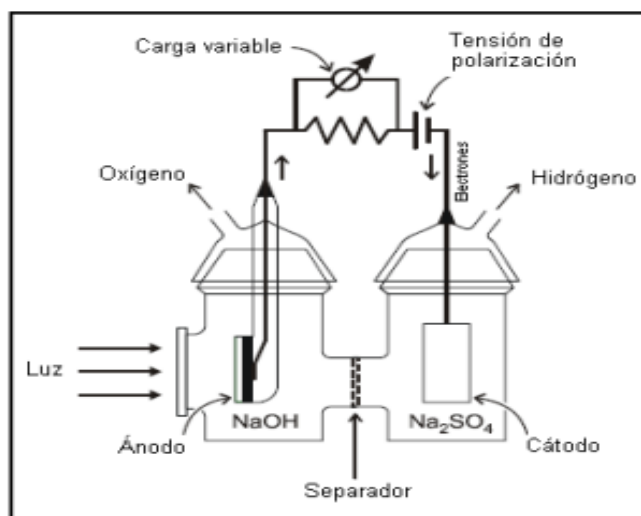 Carga variable
Tensión de
polarización
Electrones
Oxígeno
Hidrógeno
Luz
NaOH
Na₂SO₄
Ánodo
Cátodo
Separador